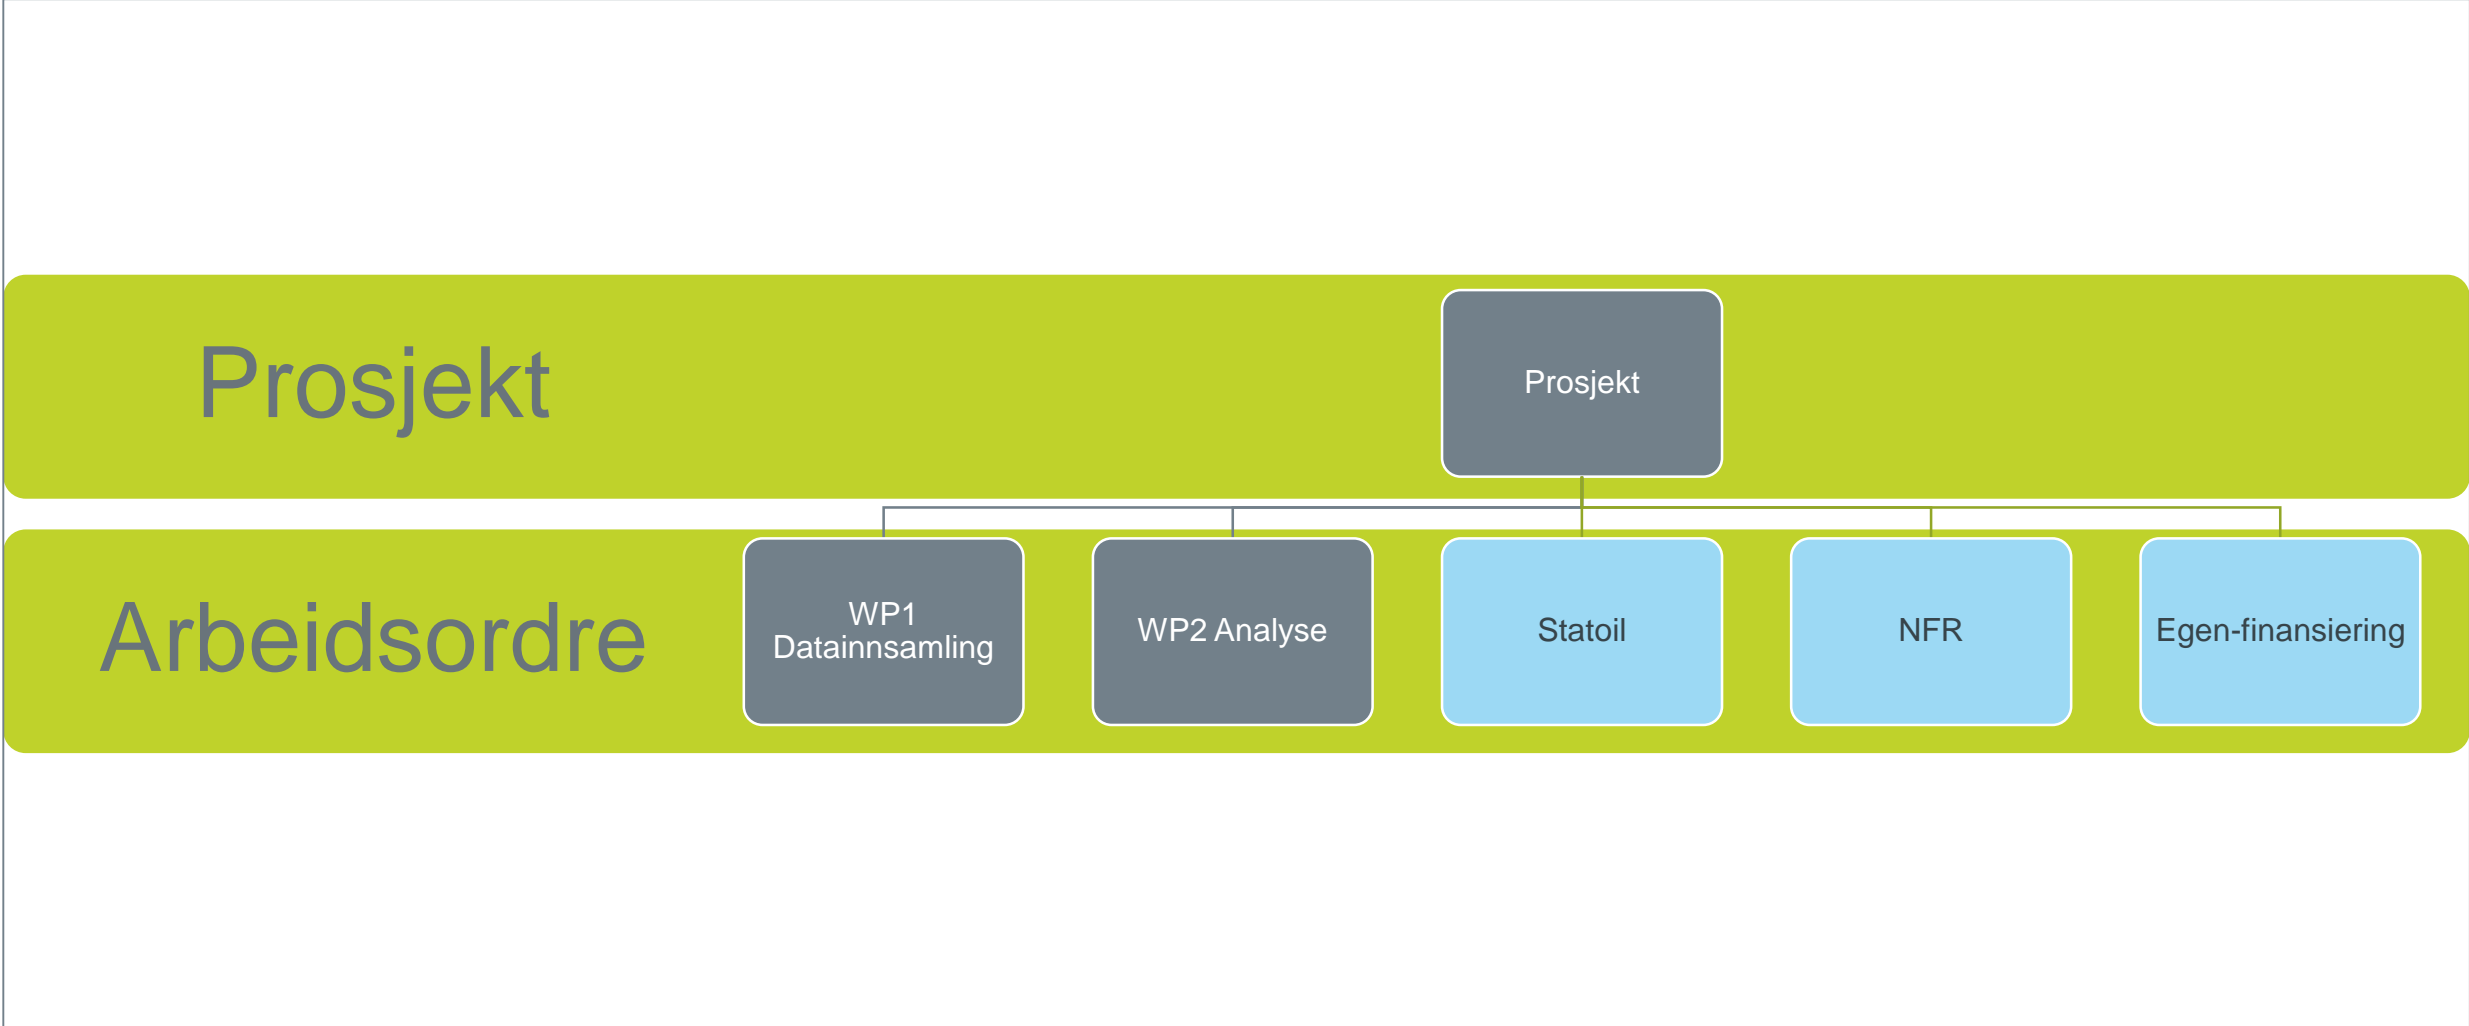 Prosjekt
Prosjekt
Arbeidsordre
WP1
Datainnsamling
WP2 Analyse
Statoil
NFR
Egen-finansiering